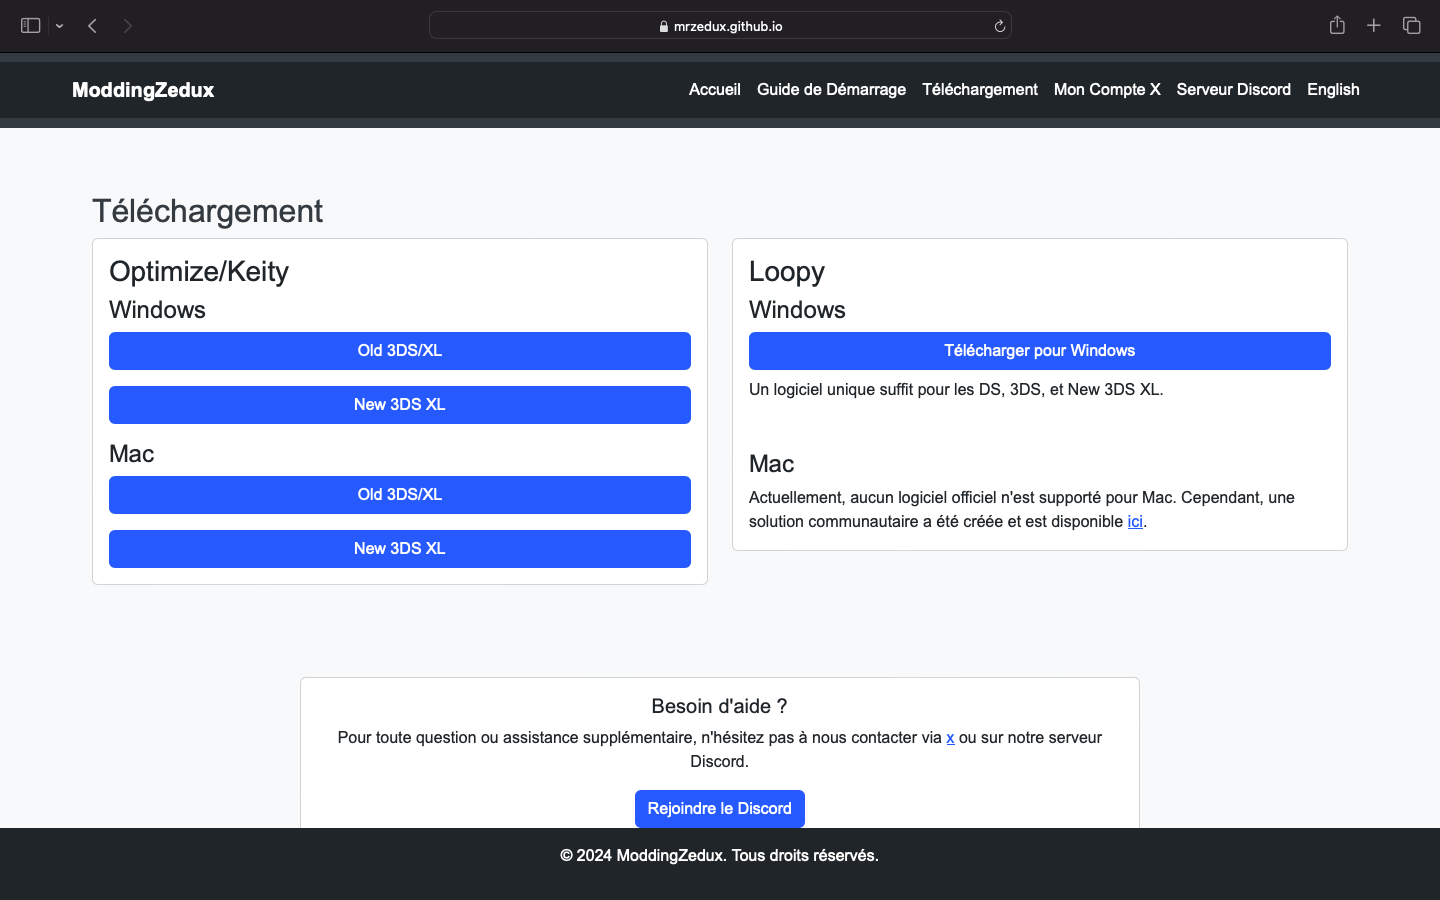 mrzedux.github.io
ModdingZedux
Accueil Guide de Démarrage Téléchargement Mon Compte X Serveur Discord English
Téléchargement
Optimize/Keity
Windows
Old 3DS/XL
New 3DS XL
Mac
Old 3DS/XL
New 3DS XL
Loopy
Windows
Télécharger pour Windows
Un logiciel unique suffit pour les DS, 3DS, et New 3DS XL.
Mac
Actuellement, aucun logiciel officiel n'est supporté pour Mac. Cependant, une
solution communautaire a été créée et est disponible ici.
Besoin d'aide ?
Pour toute question ou assistance supplémentaire, n'hésitez pas à nous contacter via x ou sur notre serveur
Discord.
Rejoindre le Discord
© 2024 ModdingZedux. Tous droits réservés.